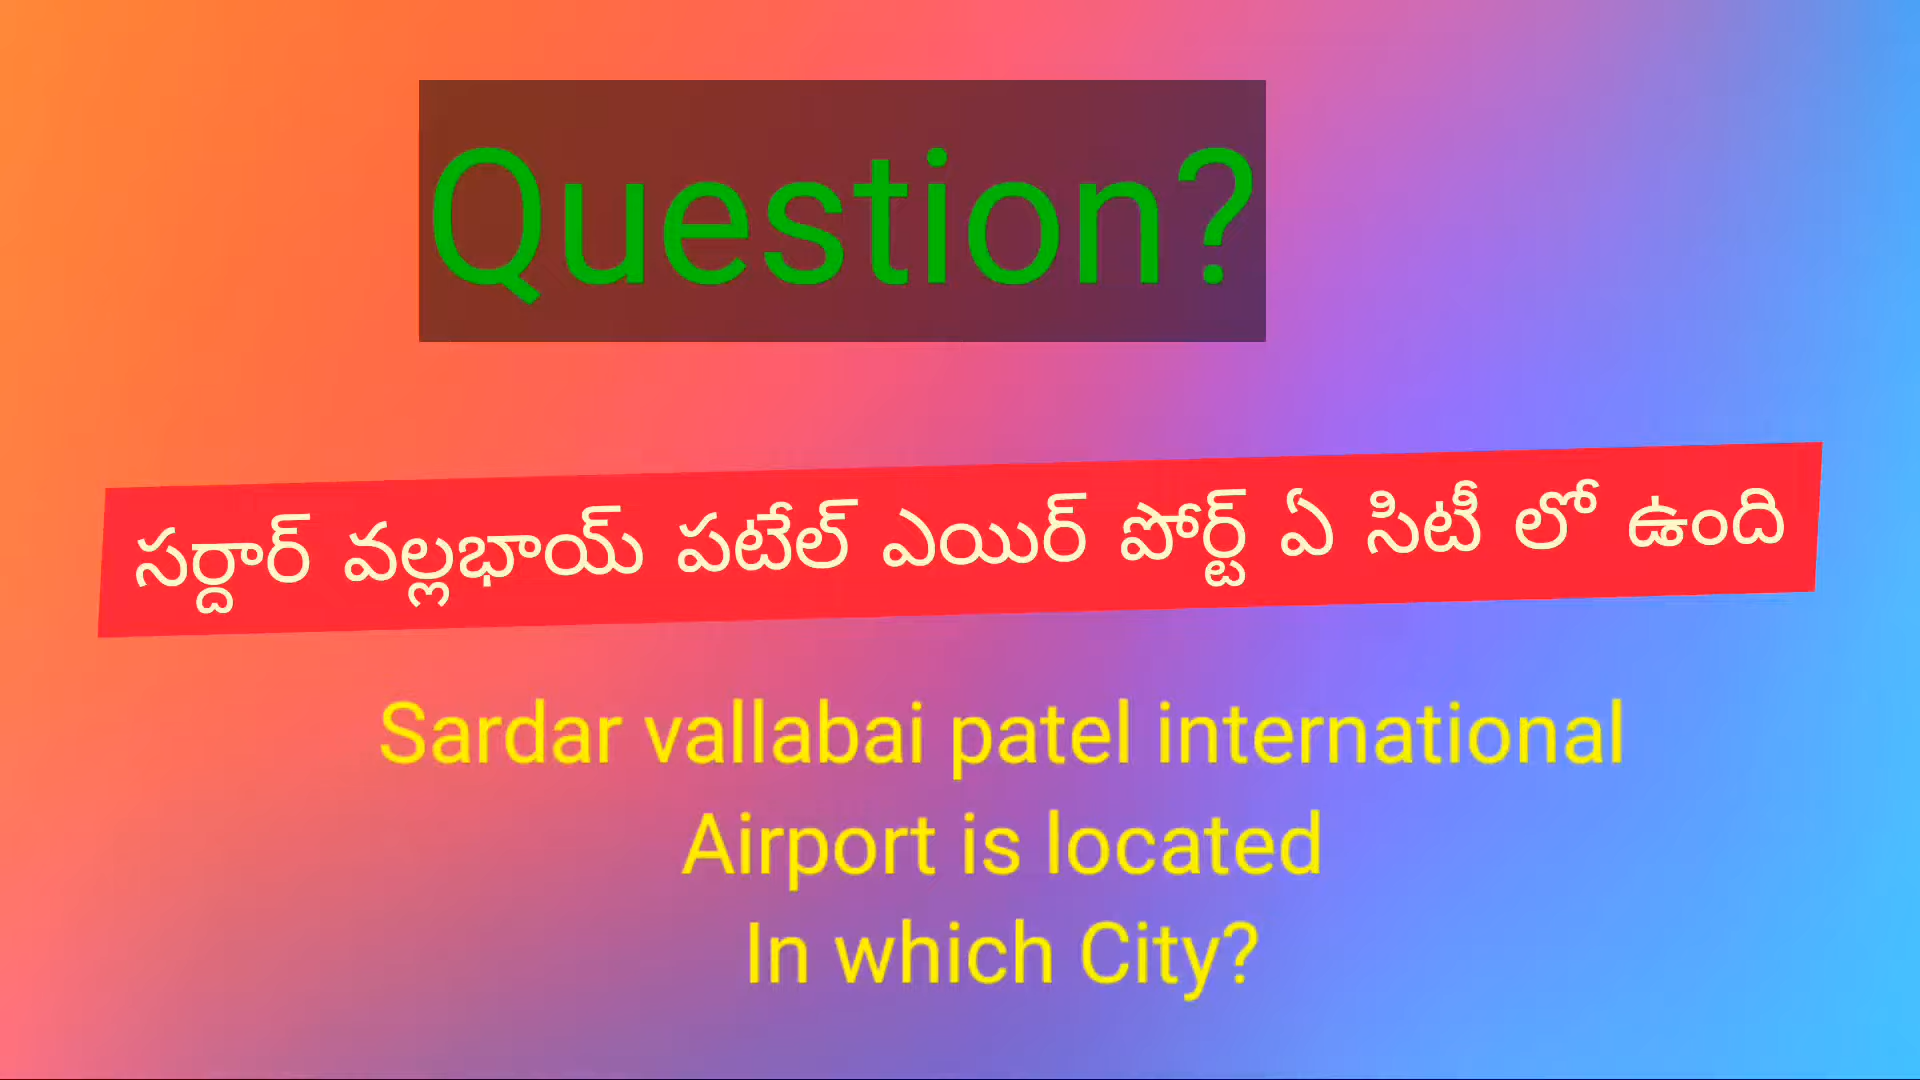 Question?
సర్దార్ వల్లభాయ్ పటేల్ ఎయిర్ పోర్ట్ ఏ సిటీ లో ఉంది
Sardar vallabai patel international
Airport is located
In which City?